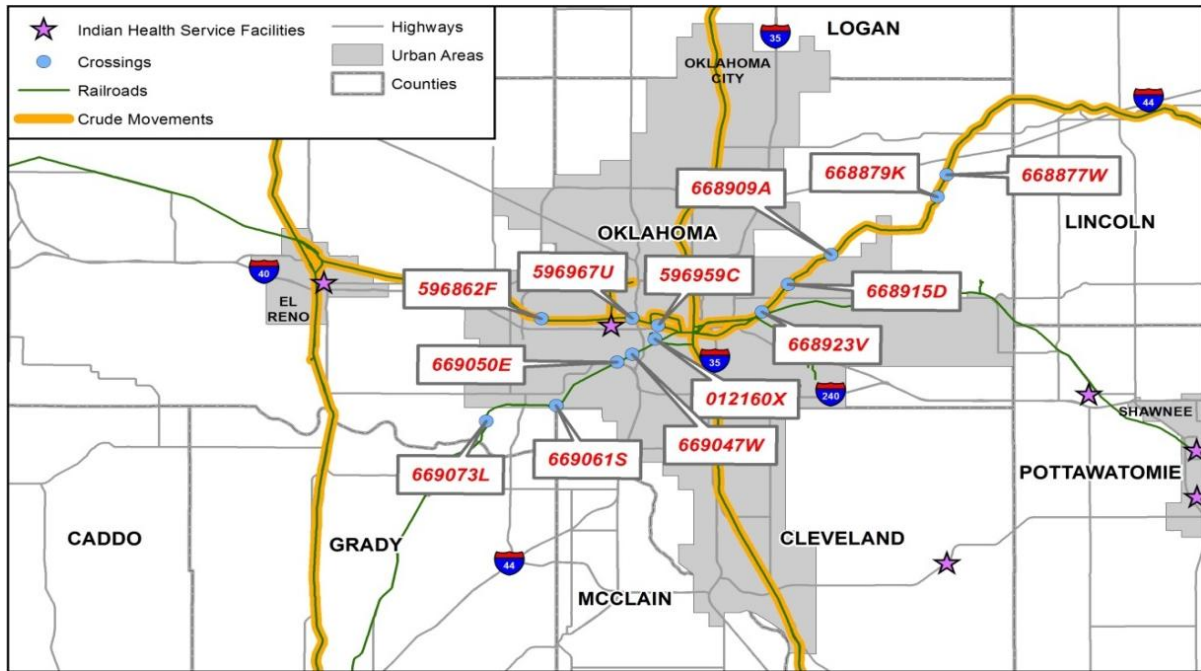 Indian Health Service Facilities
Crossings
Railroads
Crude Movements
Highways
Urban Areas
Counties
35
LOGAN
OKLAHOMA
CITY
44
668909A
668879K
668877W
LINCOLN
OKLAHOMA
40
EL
RENO
596862F
596967U
596959C
668915D
668923V
669050E
35
012160X
240
SHAWNEE
669073L
669061S
669047W
POTTAWATOMIE
CADDO
GRADY
44
MCCLAIN
CLEVELAND